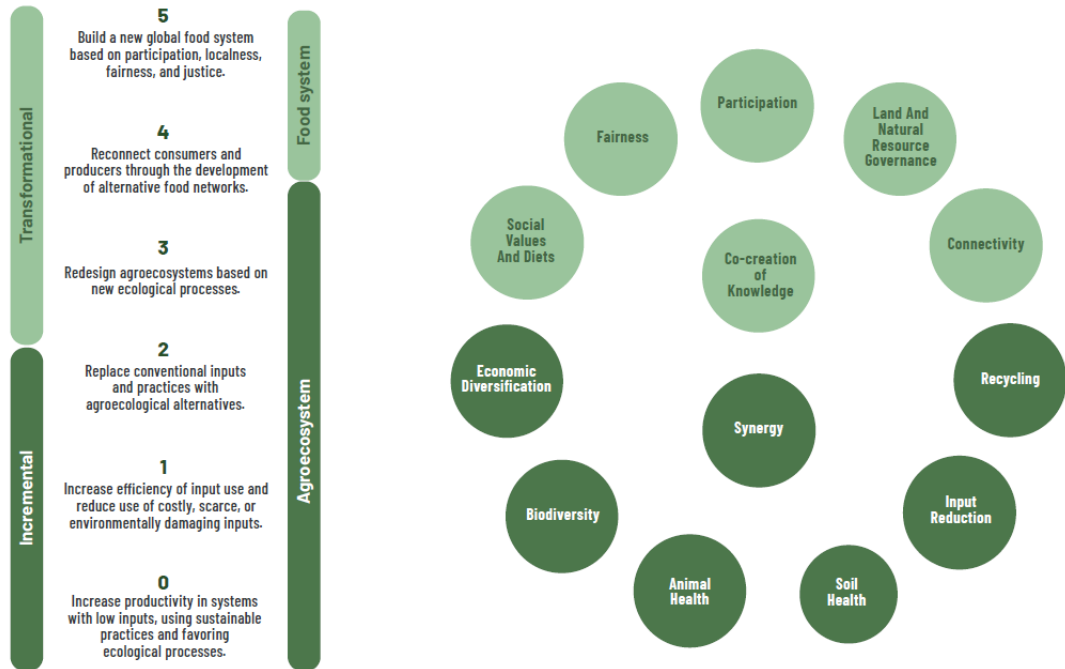 Transformational
Incremental
5
Build a new global food system
based on participation, localness,
fairness, and justice.
4
Reconnect consumers and
producers through the development
of alternative food networks.
3
Redesign agroecosystems based on
new ecological processes.
2
Replace conventional inputs
and practices with
agroecological alternatives.
1
Increase efficiency of input use and
reduce use of costly, scarce, or
environmentally damaging inputs.
0
Increase productivity in systems
with low inputs, using sustainable
practices and favoring
ecological processes.
Food system
Agroecosystem
Participation
Fairness
Land And
Natural
Resource
Governance
Social
Values
And Diets
Co-creation
of
Knowledge
Connectivity
Economic
Diversification
Synergy
Recycling
Biodiversity
Input
Reduction
Animal
Health
Soil
Health